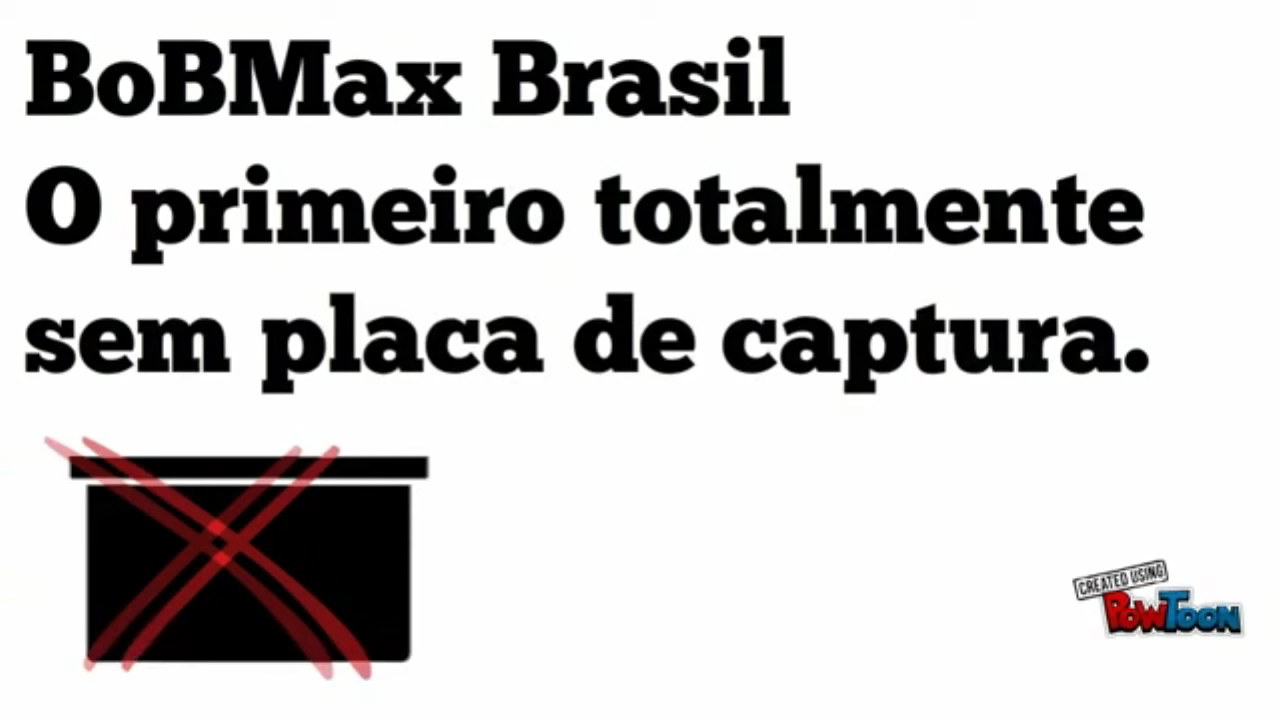 BoBMax Brasil
O primeiro totalmente
sem placa de captura.
CREATED USING
POWTOON